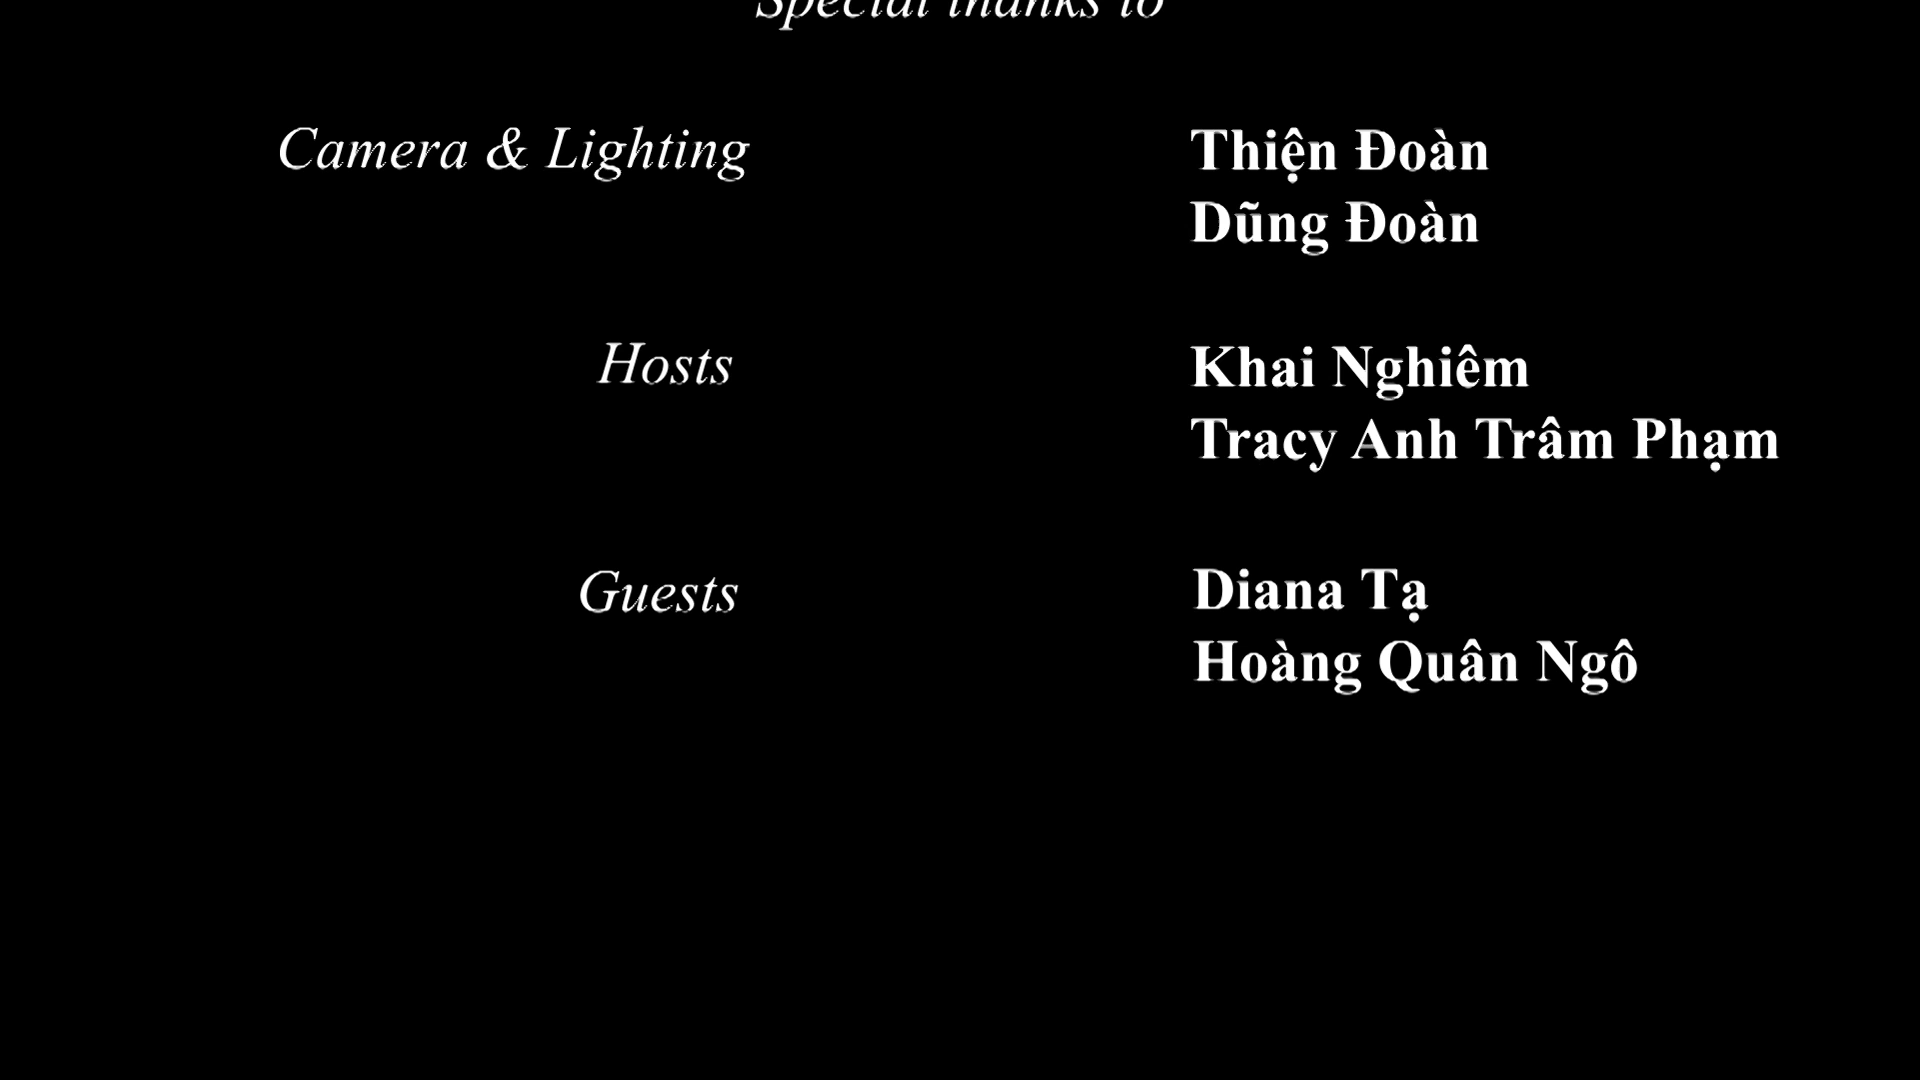 Special thanks to
Camera & Lighting
Thiện Đoàn
Dũng Đoàn
Hosts
Khai Nghiêm
Tracy Anh Trâm Phạm
Guests
Diana Tạ
Hoàng Quân Ngô